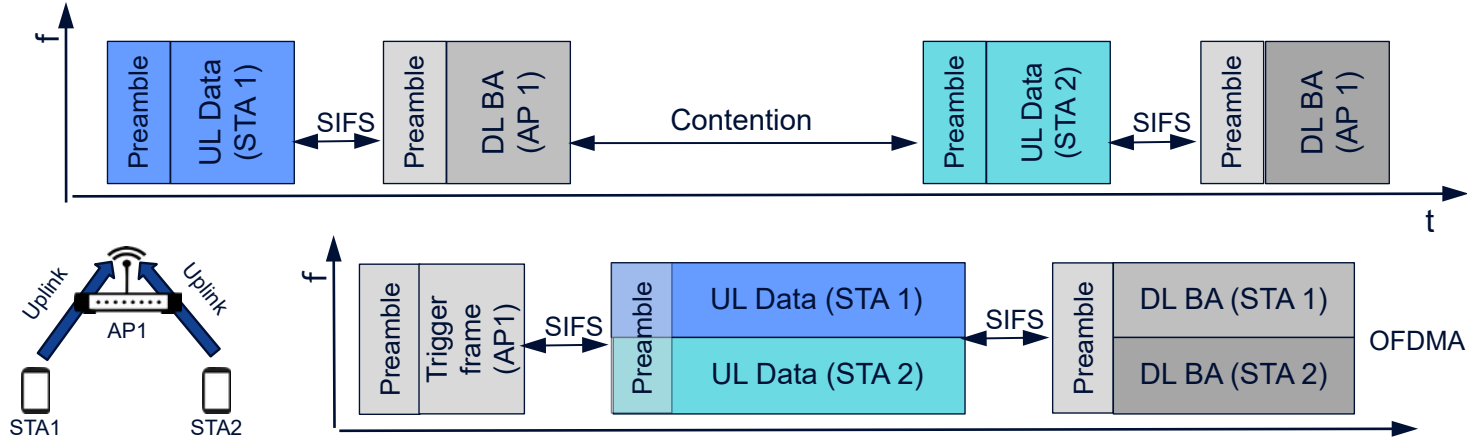 f
Preamble
UL Data
(STA 1)
SIFS
Preamble
DL BA
(AP 1)
Contention
Preamble
UL Data
(STA 2)
SIFS
Preamble
DL BA
(AP 1)
t
Uplink
Uplink
AP1
STA1
STA2
f
Preamble
Trigger
frame
(AP1)
SIFS
Preamble
UL Data (STA 1)
UL Data (STA 2)
SIFS
Preamble
DL BA (STA 1)
DL BA (STA 2)
OFDMA